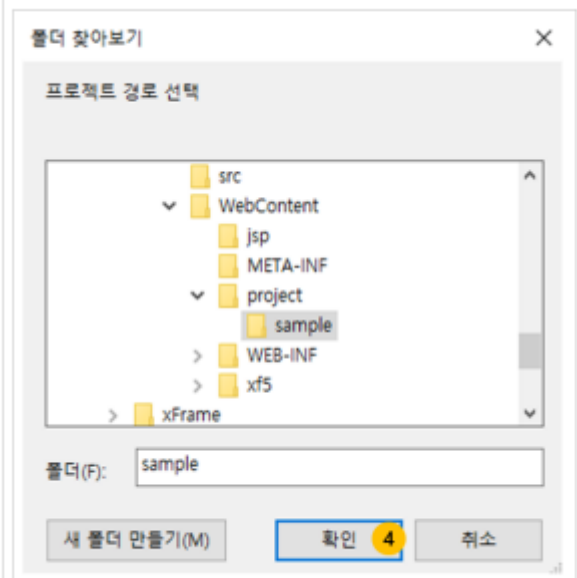 폴더 찾아보기
프로젝트 경로 선택
src
WebContent
jsp
META-INF
project
sample
WEB-INF
xf5
xFrame
폴더(F): sample
새 폴더 만들기(M) 확인 4 취소